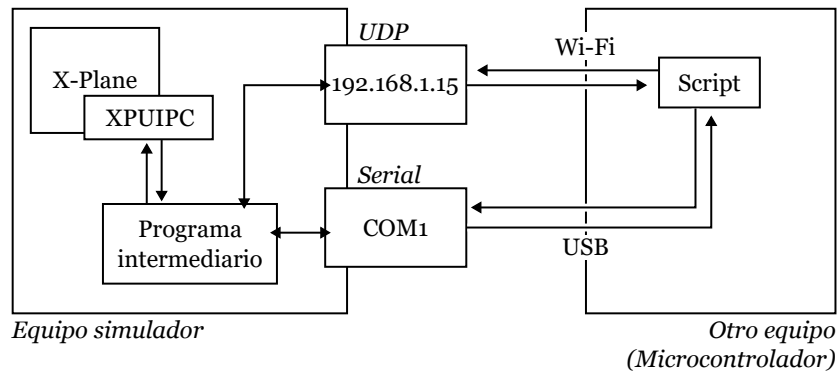 UDP
Wi-Fi
X-Plane
192.168.1.15
Script
XPUIPC
Serial
Programa
intermediario
COM1
USB
Equipo simulador
Otro equipo
(Microcontrolador)